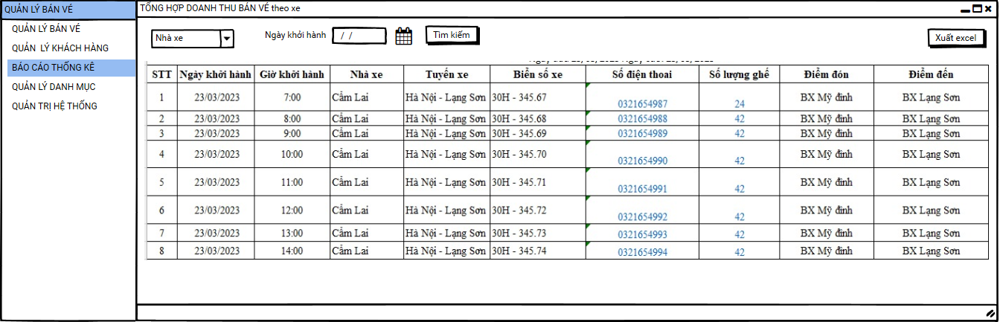 QUẢN LÝ BÁN VÉ
QUẢN LÝ BÁN VÉ
QUẢN LÝ KHÁCH HÀNG
BÁO CÁO THỐNG KÊ
QUẢN LÝ DANH MỤC
QUẢN TRỊ HỆ THỐNG
TỔNG HỢP DOANH THU BÁN VÉ theo xe
Nhà xe Ngày khởi hành / / Tìm kiếm Xuất excel
STT Ngày khởi hành Giờ khởi hành Nhà xe Tuyến xe Biển số xe Số điện thoai Số lượng ghế Điểm đón Điểm đến
1 23/03/2023 7:00 Cẩm Lai Hà Nội - Lạng Sơn 30H - 345.67 0321654987 24 BX Mỹ đình BX Lạng Sơn
2 23/03/2023 8:00 Cẩm Lai Hà Nội - Lạng Sơn 30H - 345.68 0321654988 42 BX Mỹ đình BX Lạng Sơn
3 23/03/2023 9:00 Cẩm Lai Hà Nội - Lạng Sơn 30H - 345.69 0321654989 42 BX Mỹ đình BX Lạng Sơn
4 23/03/2023 10:00 Cẩm Lai Hà Nội - Lạng Sơn 30H - 345.70 0321654990 42 BX Mỹ đình BX Lạng Sơn
5 23/03/2023 11:00 Cẩm Lai Hà Nội - Lạng Sơn 30H - 345.71 0321654991 42 BX Mỹ đình BX Lạng Sơn
6 23/03/2023 12:00 Cẩm Lai Hà Nội - Lạng Sơn 30H - 345.72 0321654992 42 BX Mỹ đình BX Lạng Sơn
7 23/03/2023 13:00 Cẩm Lai Hà Nội - Lạng Sơn 30H - 345.73 0321654993 42 BX Mỹ đình BX Lạng Sơn
8 23/03/2023 14:00 Cẩm Lai Hà Nội - Lạng Sơn 30H - 345.74 0321654994 42 BX Mỹ đình BX Lạng Sơn